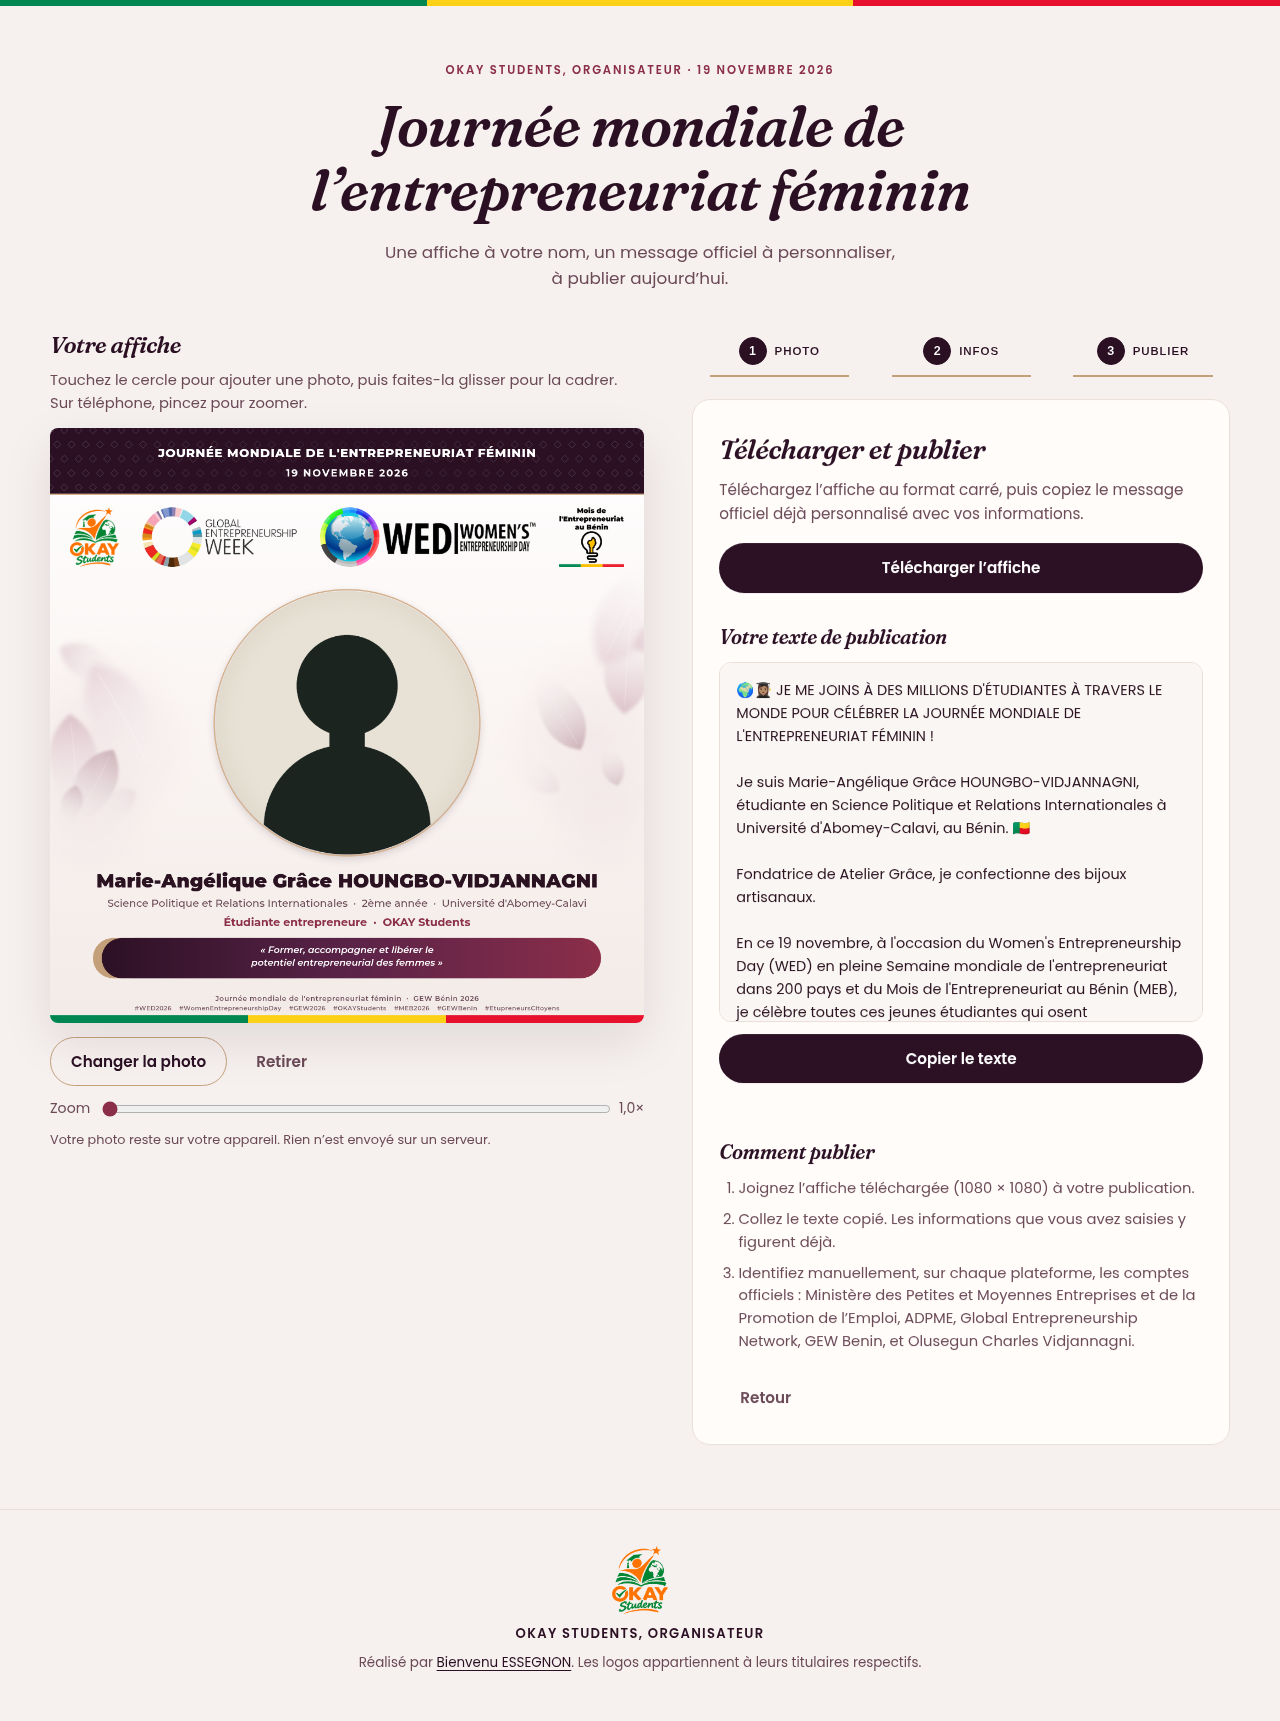 OKAY STUDENTS, ORGANISATEUR · 19 NOVEMBRE 2026
Journée mondiale de
l’entrepreneuriat féminin
Une affiche à votre nom, un message officiel à personnaliser,
à publier aujourd’hui.
Votre affiche
Touchez le cercle pour ajouter une photo, puis faites-la glisser pour la cadrer.
Sur téléphone, pincez pour zoomer.
JOURNÉE MONDIALE DE L'ENTREPRENEURIAT FÉMININ
19 NOVEMBRE 2026
OKAY
Students
GLOBAL
ENTREPRENEURSHIP
WEEK
WED
WOMEN'S™
ENTREPRENEURSHIP DAY
Mois de
l'Entrepreneuriat
au Bénin
Marie-Angélique Grâce HOUNGBO-VIDJANNAGNI
Science Politique et Relations Internationales · 2ème année · Université d'Abomey-Calavi
Étudiante entrepreneure · OKAY Students
« Former, accompagner et libérer le
potentiel entrepreneurial des femmes »
Journée mondiale de l'entrepreneuriat féminin · GEW Bénin 2026
#WED2026 #WomenEntrepreneurshipDay #GEW2026 #OKAYStudents #MEB2026 #GEWBenin #EtupreneursCitoyens
Changer la photo
Retirer
Zoom
1,0×
Votre photo reste sur votre appareil. Rien n’est envoyé sur un serveur.
1 PHOTO
2 INFOS
3 PUBLIER
Télécharger et publier
Téléchargez l’affiche au format carré, puis copiez le message
officiel déjà personnalisé avec vos informations.
Télécharger l’affiche
Votre texte de publication
🌍👩🏾‍🎓 JE ME JOINS À DES MILLIONS D'ÉTUDIANTES À TRAVERS LE
MONDE POUR CÉLÉBRER LA JOURNÉE MONDIALE DE
L'ENTREPRENEURIAT FÉMININ !
Je suis Marie-Angélique Grâce HOUNGBO-VIDJANNAGNI,
étudiante en Science Politique et Relations Internationales à
Université d'Abomey-Calavi, au Bénin. 🇧🇯
Fondatrice de Atelier Grâce, je confectionne des bijoux
artisanaux.
En ce 19 novembre, à l'occasion du Women's Entrepreneurship
Day (WED) en pleine Semaine mondiale de l'entrepreneuriat
dans 200 pays et du Mois de l'Entrepreneuriat au Bénin (MEB),
je célèbre toutes ces jeunes étudiantes qui osent
Copier le texte
Comment publier
1. Joignez l’affiche téléchargée (1080 × 1080) à votre publication.
2. Collez le texte copié. Les informations que vous avez saisies y
figurent déjà.
3. Identifiez manuellement, sur chaque plateforme, les comptes
officiels : Ministère des Petites et Moyennes Entreprises et de la
Promotion de l’Emploi, ADPME, Global Entrepreneurship
Network, GEW Benin, et Olusegun Charles Vidjannagni.
Retour
OKAY
Students
OKAY STUDENTS, ORGANISATEUR
Réalisé par Bienvenu ESSEGNON. Les logos appartiennent à leurs titulaires respectifs.